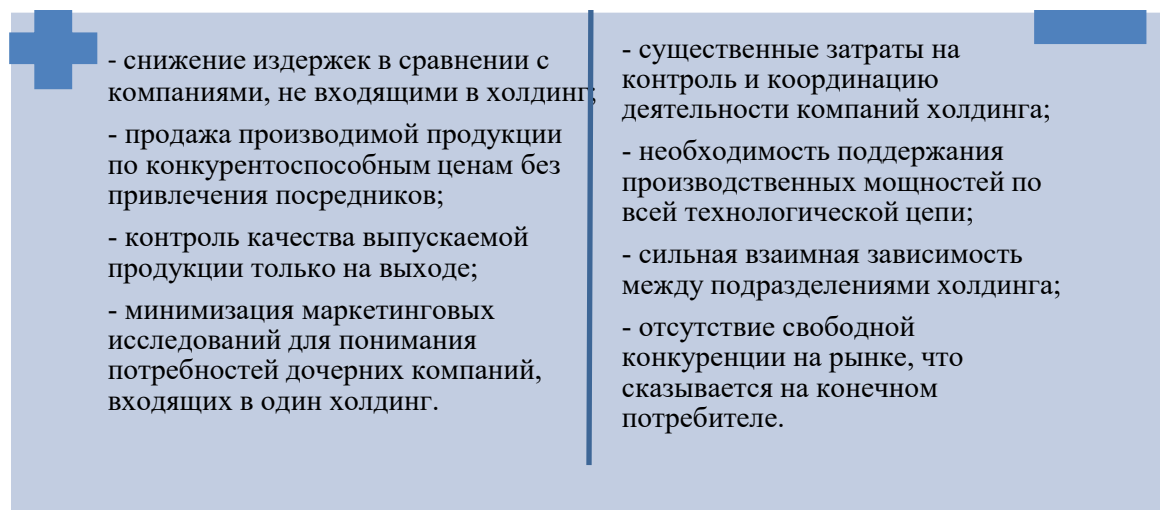 - снижение издержек в сравнении с
компаниями, не входящими в холдинг;
- продажа производимой продукции
по конкурентоспособным ценам без
привлечения посредников;
- контроль качества выпускаемой
продукции только на выходе;
- минимизация маркетинговых
исследований для понимания
потребностей дочерних компаний,
входящих в один холдинг.
- существенные затраты на
контроль и координацию
деятельности компаний холдинга;
- необходимость поддержания
производственных мощностей по
всей технологической цепи;
- сильная взаимная зависимость
между подразделениями холдинга;
- отсутствие свободной
конкуренции на рынке, что
сказывается на конечном
потребителе.